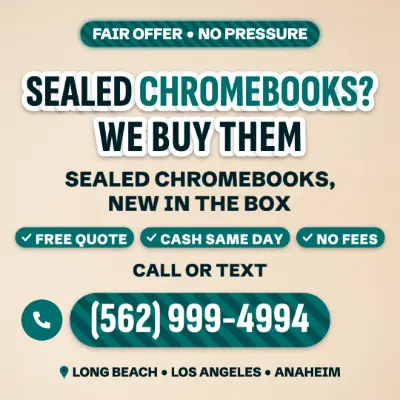 FAIR OFFER • NO PRESSURE
SEALED CHROMEBOOKS?
WE BUY THEM
SEALED CHROMEBOOKS,
NEW IN THE BOX
✓ FREE QUOTE ✓ CASH SAME DAY ✓ NO FEES
CALL OR TEXT
(562) 999-4994
LONG BEACH • LOS ANGELES • ANAHEIM